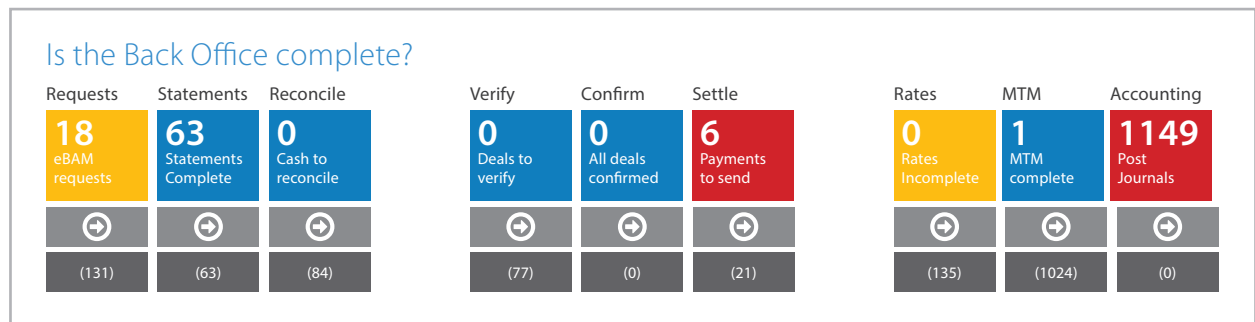 Is the Back Office complete?
Requests Statements Reconcile Verify Confirm Settle Rates MTM Accounting
18 63 0 0 0 6 0 1 1149
eBAM Statements Cash to Deals to All deals Payments Rates MTM Post
requests Complete reconcile verify confirmed to send Incomplete complete Journals
(131) (63) (84) (77) (0) (21) (135) (1024) (0)